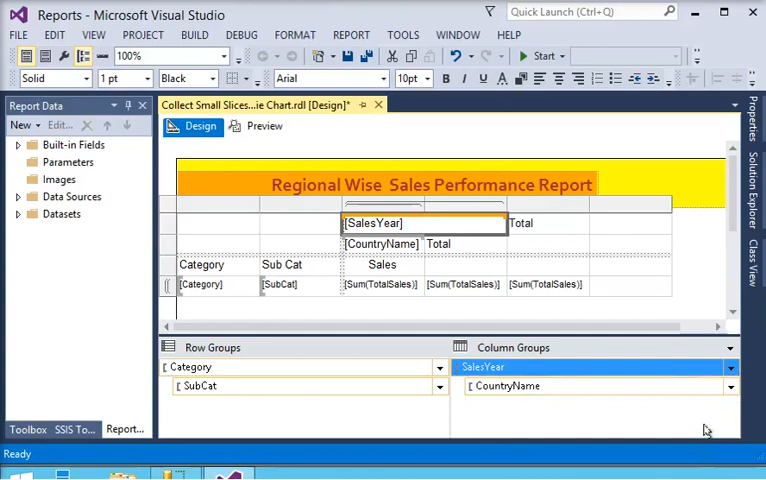 Reports - Microsoft Visual Studio
Quick Launch (Ctrl+Q)
FILE EDIT VIEW PROJECT BUILD DEBUG FORMAT REPORT TOOLS WINDOW HELP
100% Start
Solid 1 pt Black Arial 10pt B I U
Report Data
Collect Small Slices...ie Chart.rdl [Design]*
New Edit...
Design Preview
Built-in Fields
Parameters
Images
Data Sources
Datasets
Regional Wise Sales Performance Report
[SalesYear] Total
[CountryName] Total
Category Sub Cat Sales
[Category] [SubCat] [Sum(TotalSales)] [Sum(TotalSales)] [Sum(TotalSales)]
Row Groups Column Groups
Category SalesYear
SubCat CountryName
Properties
Solution Explorer
Class View
Toolbox SSIS To... Report...
Ready